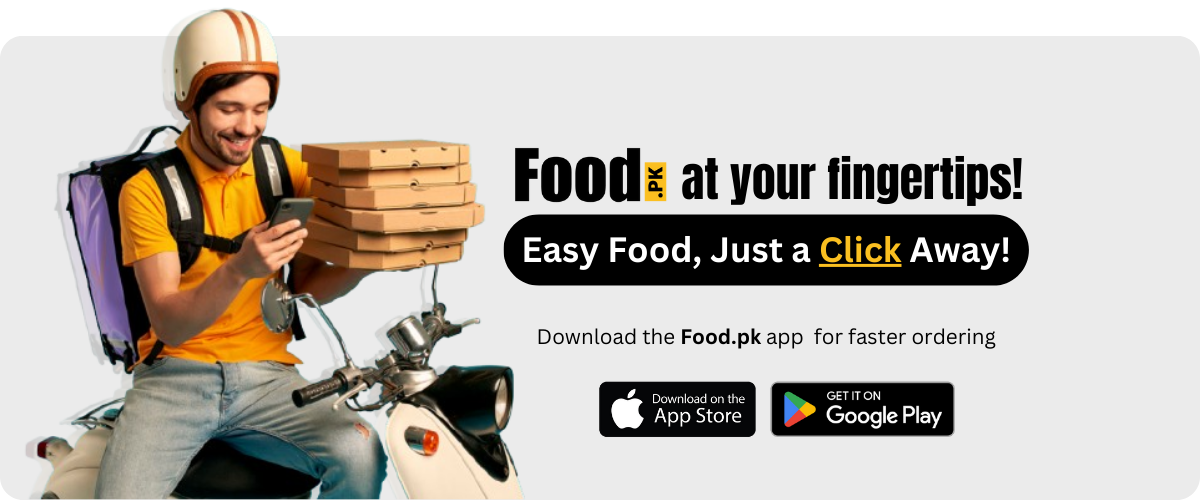 Food.PK at your fingertips!
Easy Food, Just a Click Away!
Download the Food.pk app  for faster ordering
Download on the
App Store
GET IT ON
Google Play